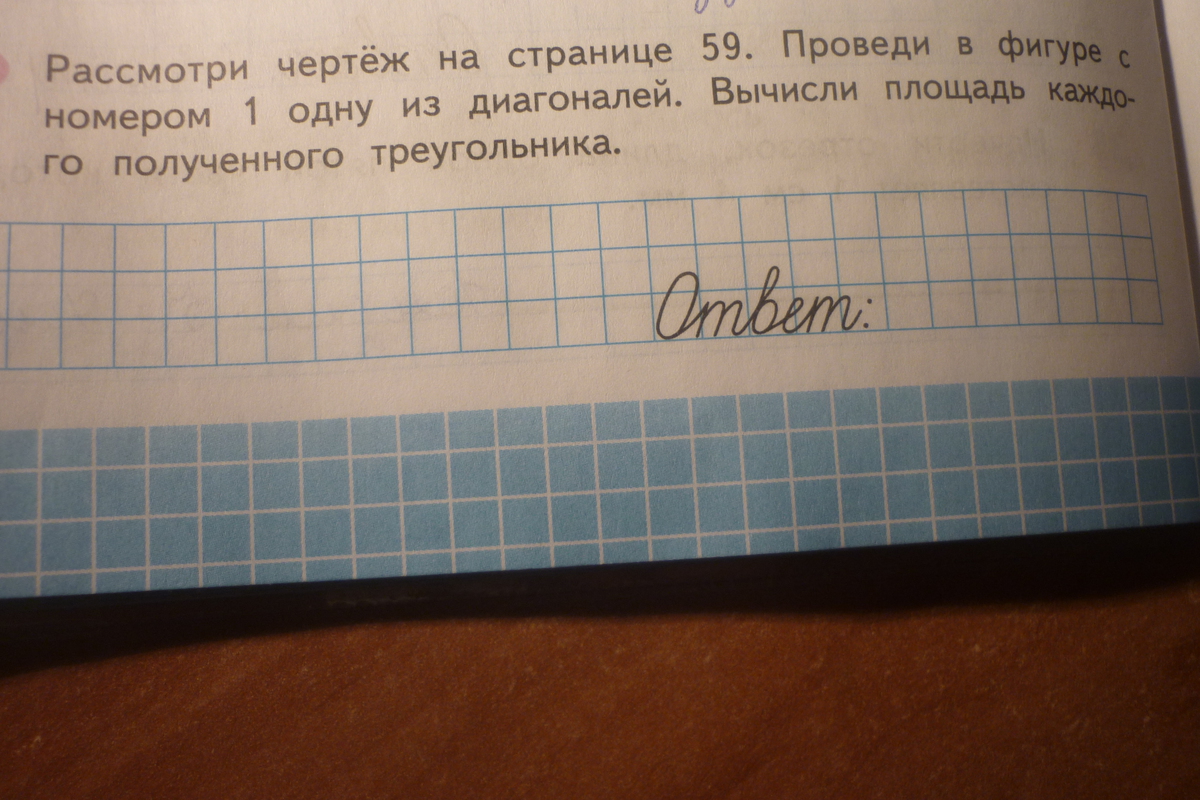 Рассмотри чертёж на странице 59. Проведи в фигуре с
номером 1 одну из диагоналей. Вычисли площадь каждо-
го полученного треугольника.
Ответ: